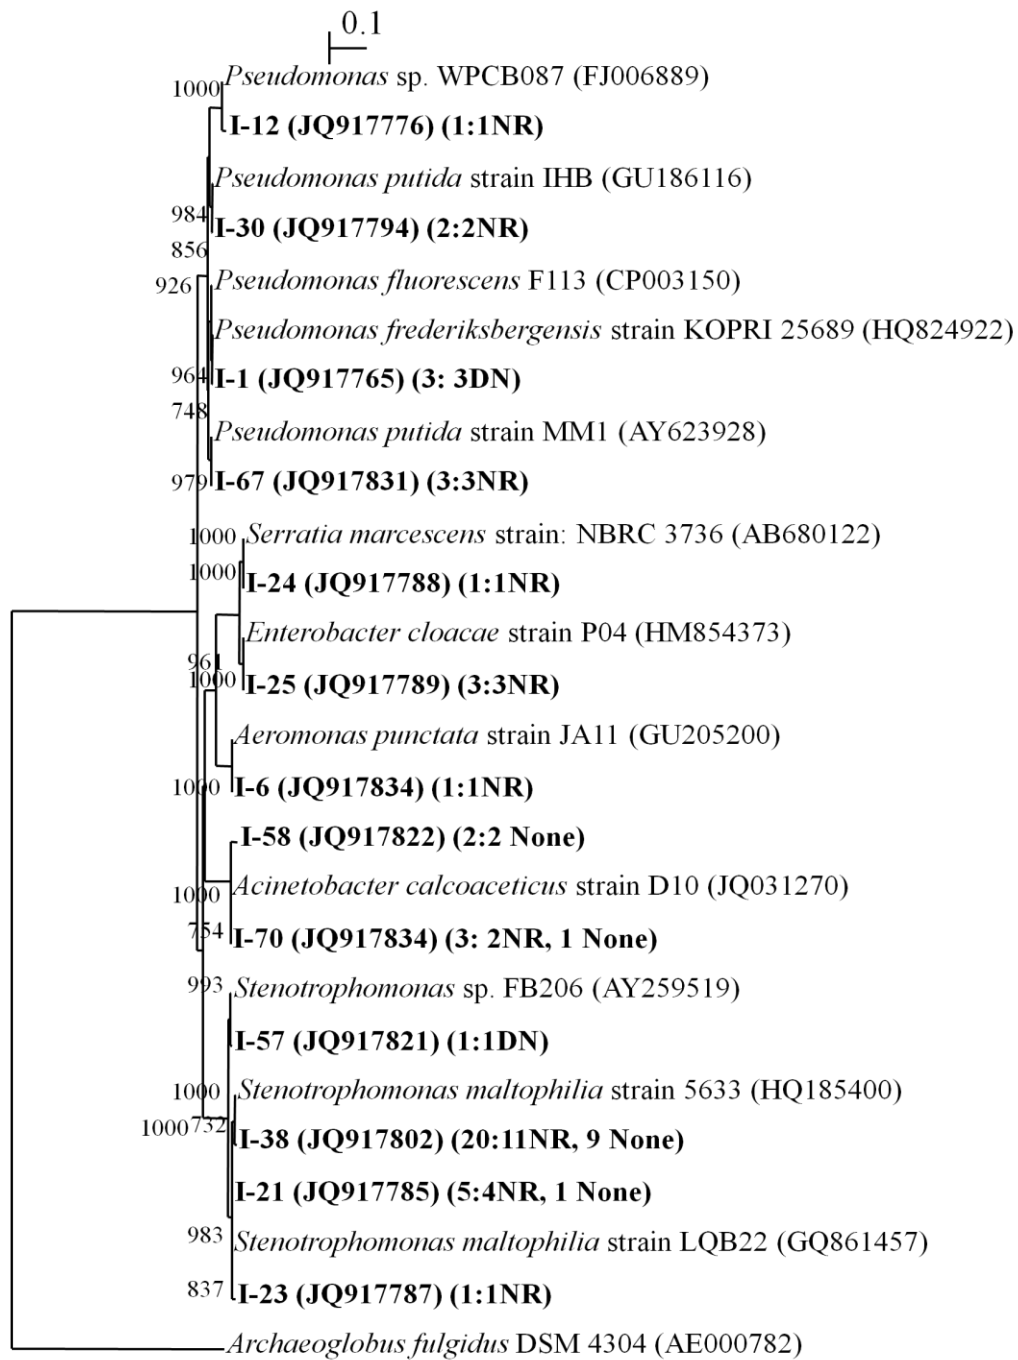 0.1
1000 Pseudomonas sp. WPCB087 (FJ006889)
I-12 (JQ917776) (1:1NR)
Pseudomonas putida strain IHB (GU186116)
984 I-30 (JQ917794) (2:2NR)
856
926 Pseudomonas fluorescens F113 (CP003150)
Pseudomonas frederiksbergensis strain KOPRI 25689 (HQ824922)
964 I-1 (JQ917765) (3: 3DN)
748
Pseudomonas putida strain MM1 (AY623928)
979 I-67 (JQ917831) (3:3NR)
1000 Serratia marcescens strain: NBRC 3736 (AB680122)
1000 I-24 (JQ917788) (1:1NR)
Enterobacter cloacae strain P04 (HM854373)
961
1000 I-25 (JQ917789) (3:3NR)
Aeromonas punctata strain JA11 (GU205200)
1000 I-6 (JQ917834) (1:1NR)
I-58 (JQ917822) (2:2 None)
1000 Acinetobacter calcoaceticus strain D10 (JQ031270)
754 I-70 (JQ917834) (3: 2NR, 1 None)
993 Stenotrophomonas sp. FB206 (AY259519)
I-57 (JQ917821) (1:1DN)
1000 Stenotrophomonas maltophilia strain 5633 (HQ185400)
1000 732 I-38 (JQ917802) (20:11NR, 9 None)
I-21 (JQ917785) (5:4NR, 1 None)
983 Stenotrophomonas maltophilia strain LQB22 (GQ861457)
837 I-23 (JQ917787) (1:1NR)
Archaeoglobus fulgidus DSM 4304 (AE000782)